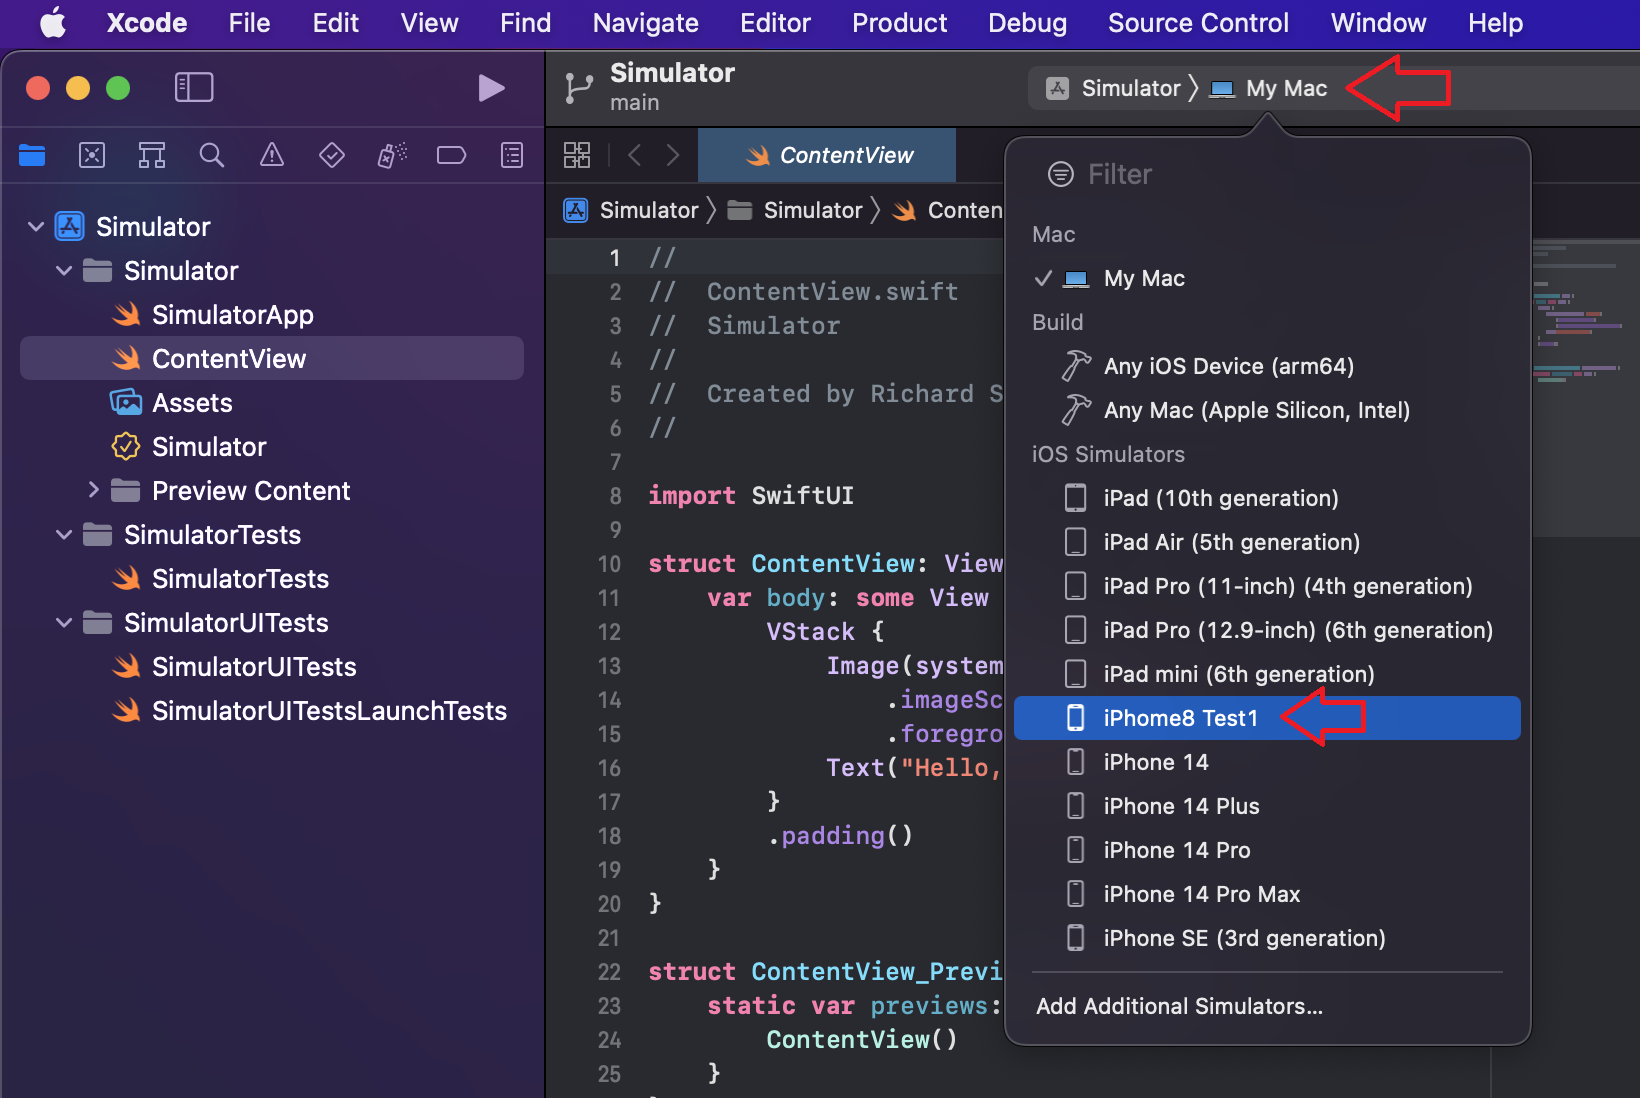 Xcode File Edit View Find Navigate Editor Product Debug Source Control Window Help
Simulator
main
Simulator
Simulator
SimulatorApp
ContentView
Assets
Simulator
Preview Content
SimulatorTests
SimulatorTests
SimulatorUITests
SimulatorUITests
SimulatorUITestsLaunchTests
Simulator 〉 My Mac
ContentView
Simulator 〉 Simulator 〉 Conten
1 //
2 //  ContentView.swift
3 //  Simulator
4 //
5 //  Created by Richard S
6 //
7
8 import SwiftUI
9
10 struct ContentView: View
11     var body: some View
12         VStack {
13             Image(system
14                 .imageSc
15                 .foregro
16             Text("Hello,
17         }
18         .padding()
19     }
20 }
21
22 struct ContentView_Previ
23     static var previews:
24         ContentView()
25     }
Filter
Mac
✓ My Mac
Build
Any iOS Device (arm64)
Any Mac (Apple Silicon, Intel)
iOS Simulators
iPad (10th generation)
iPad Air (5th generation)
iPad Pro (11-inch) (4th generation)
iPad Pro (12.9-inch) (6th generation)
iPad mini (6th generation)
iPhome8 Test1
iPhone 14
iPhone 14 Plus
iPhone 14 Pro
iPhone 14 Pro Max
iPhone SE (3rd generation)
Add Additional Simulators...